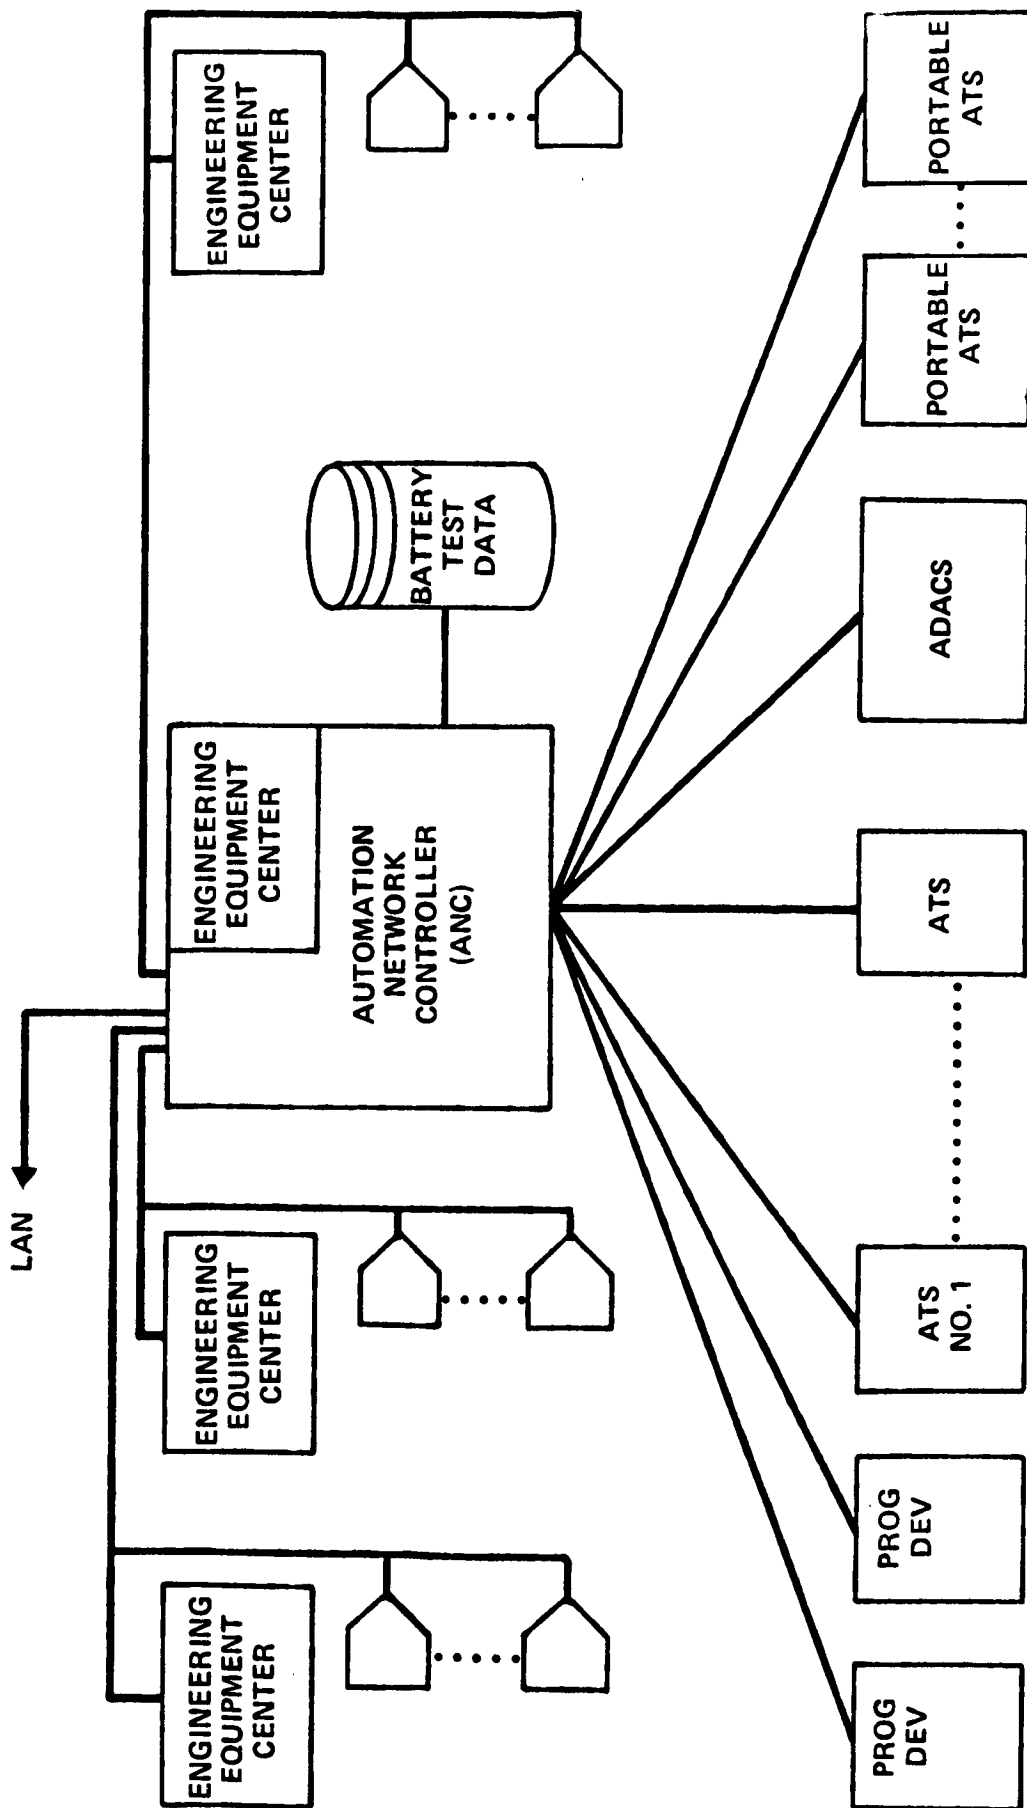 LAN
ENGINEERING
EQUIPMENT
CENTER
ENGINEERING
EQUIPMENT
CENTER
ENGINEERING
EQUIPMENT
CENTER
AUTOMATION
NETWORK
CONTROLLER
(ANC)
BATTERY
TEST
DATA
ENGINEERING
EQUIPMENT
CENTER
PROG
DEV
PROG
DEV
ATS
NO. 1
ATS
ADACS
PORTABLE
ATS
PORTABLE
ATS